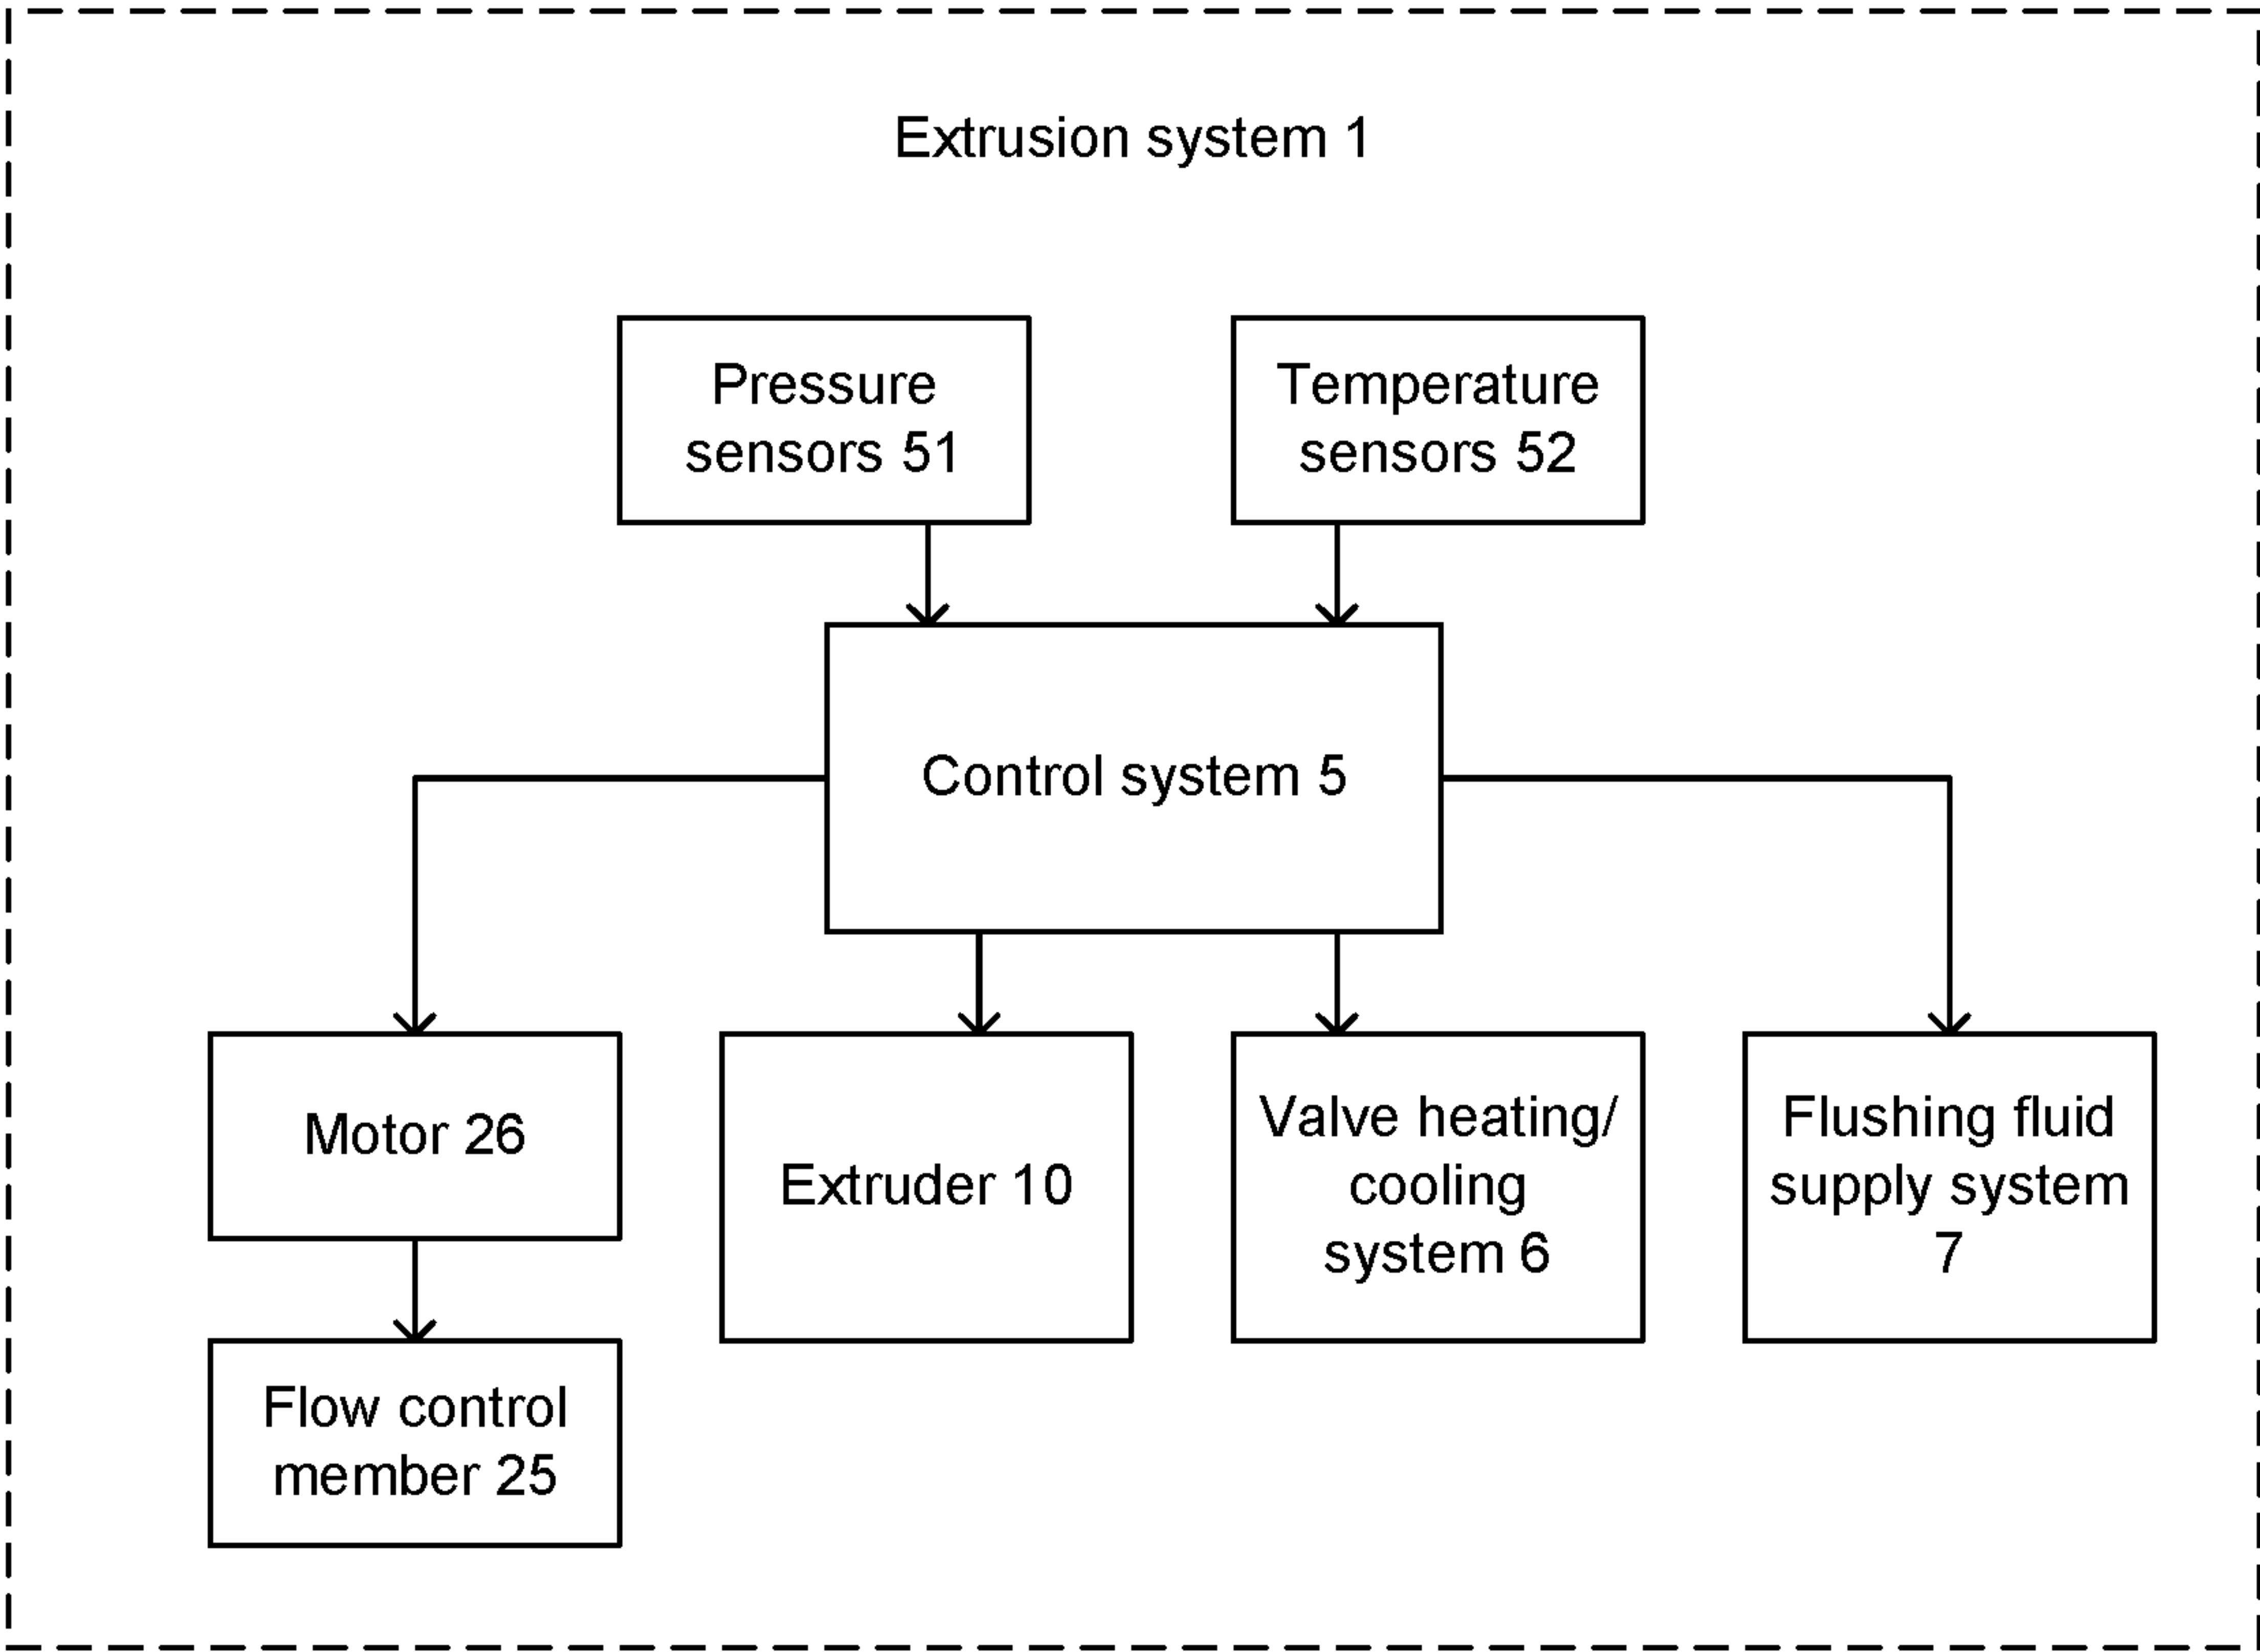 Extrusion system 1
Pressure
sensors 51
Temperature
sensors 52
Control system 5
Motor 26
Extruder 10
Valve heating/
cooling
system 6
Flushing fluid
supply system
7
Flow control
member 25